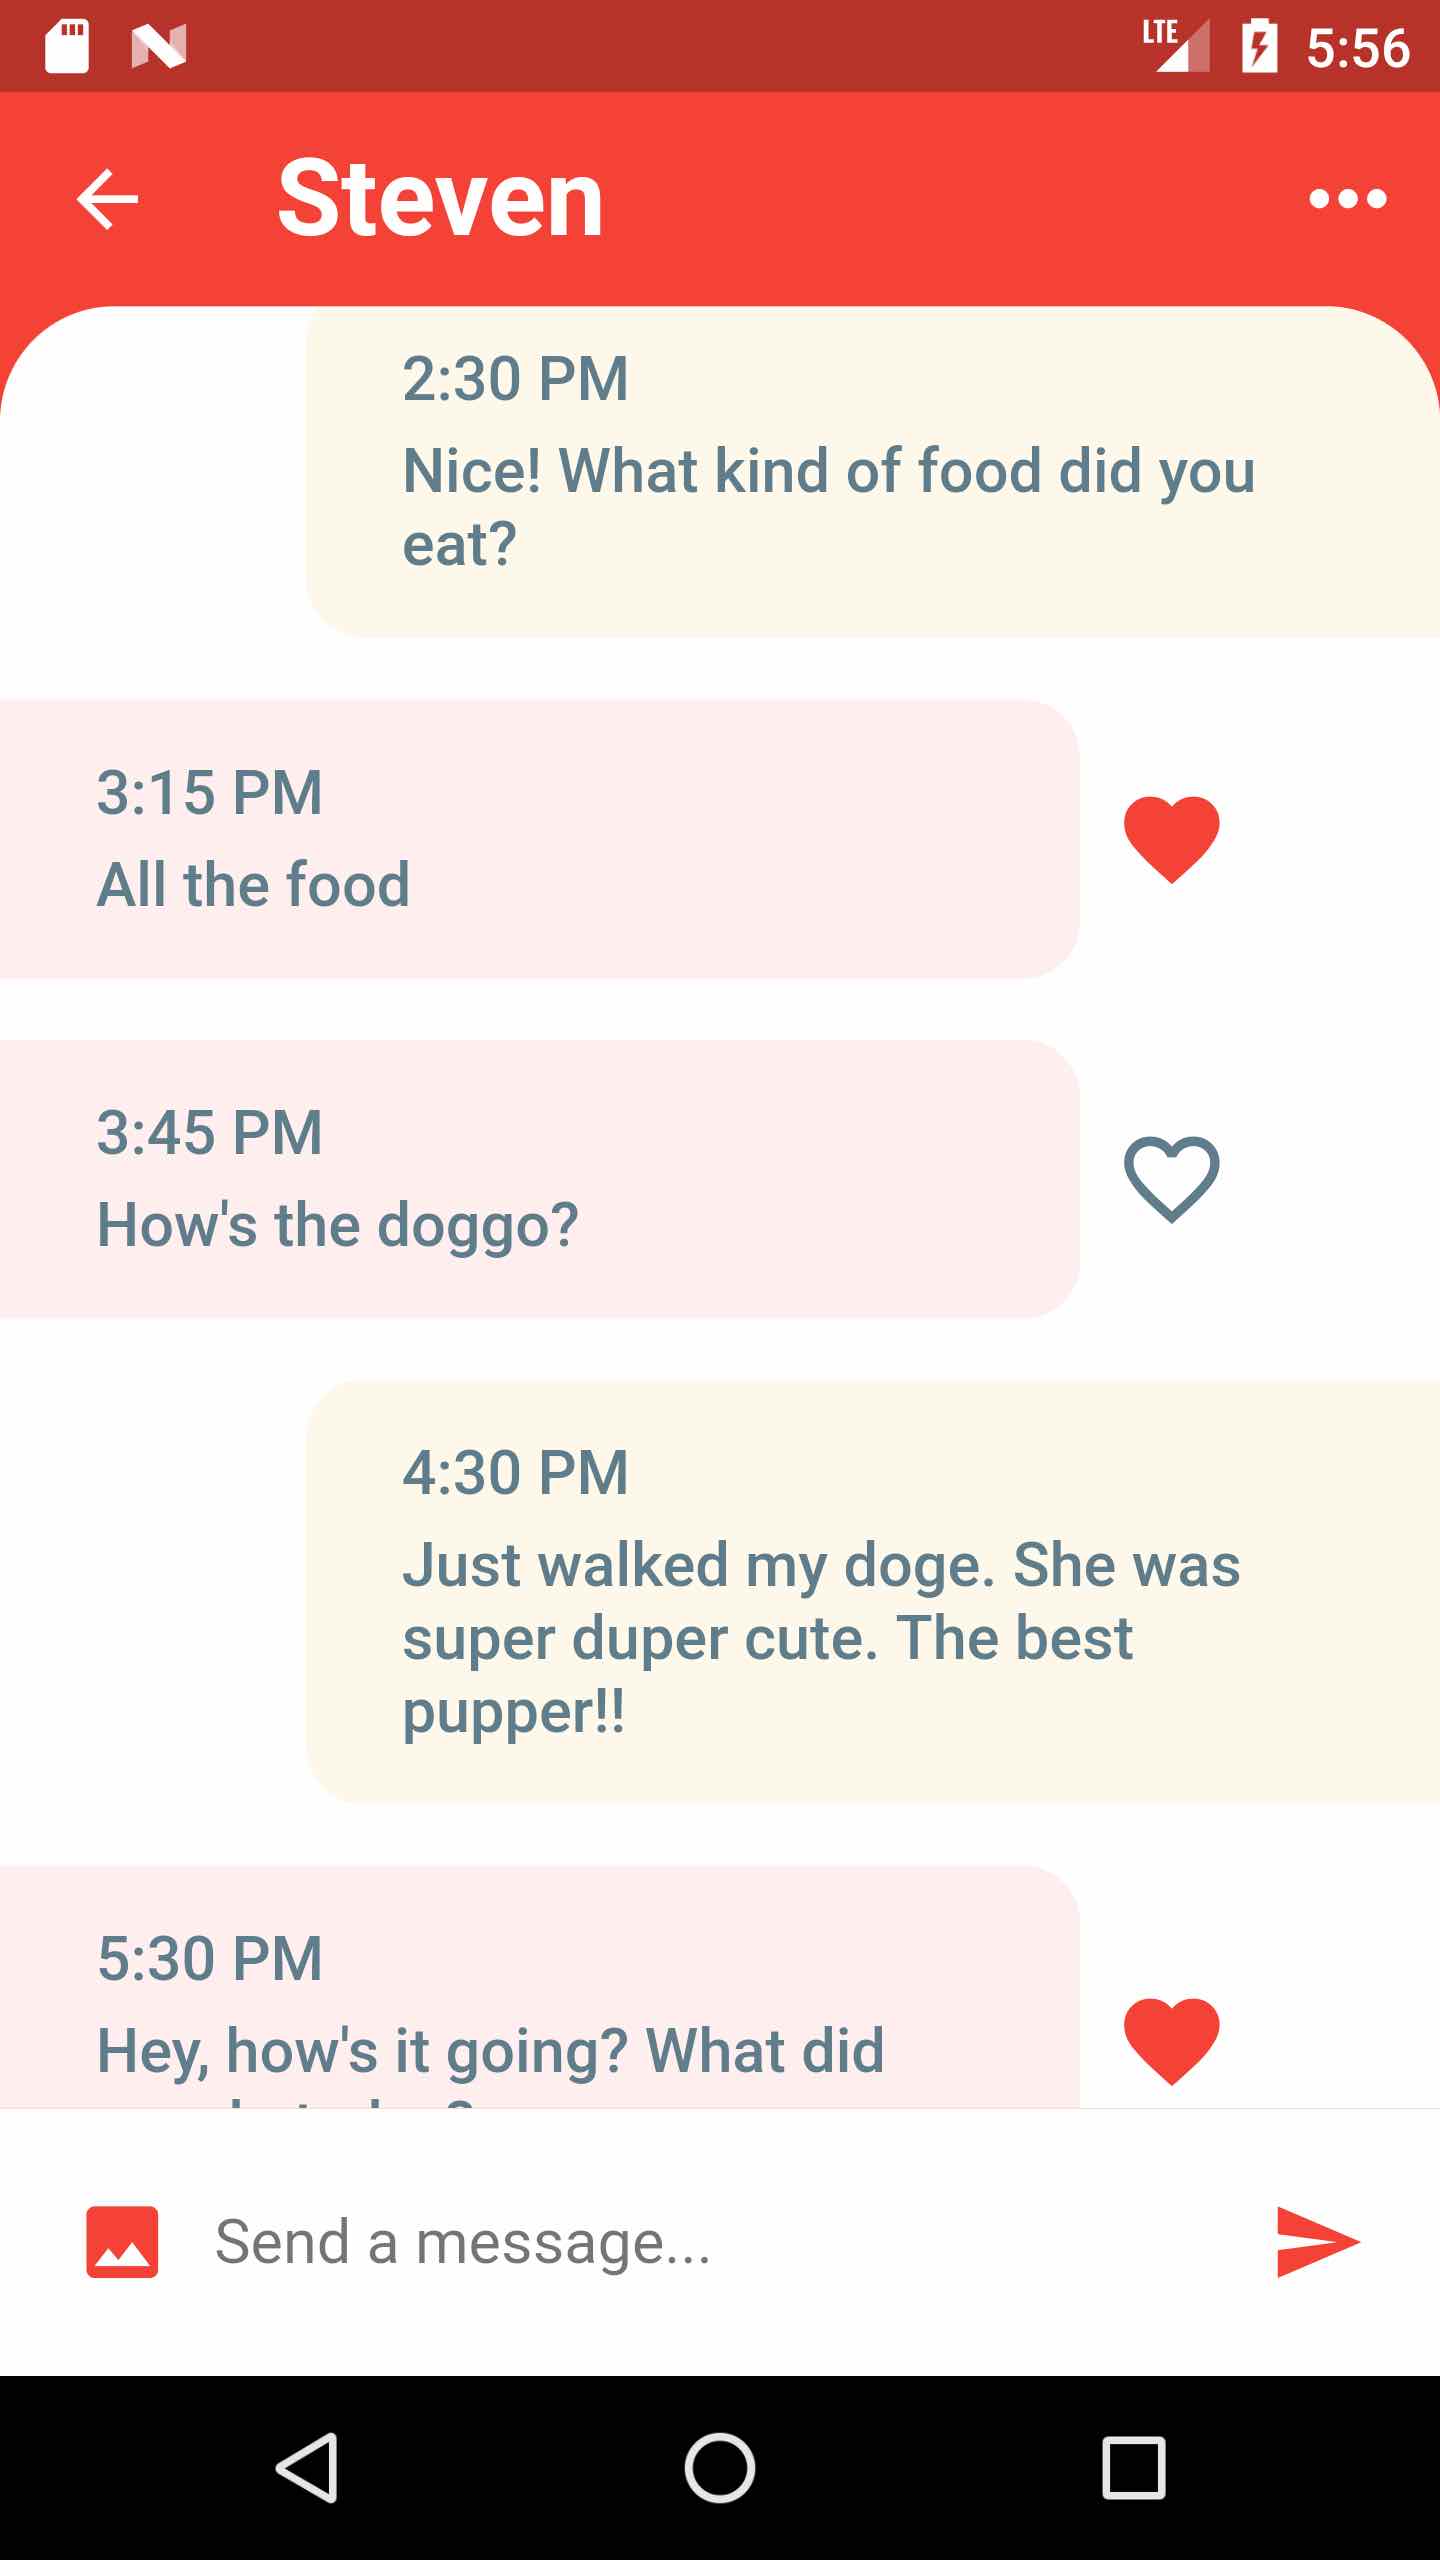 LTE 5:56
Steven
2:30 PM
Nice! What kind of food did you
eat?
3:15 PM
All the food
3:45 PM
How's the doggo?
4:30 PM
Just walked my doge. She was
super duper cute. The best
pupper!!
5:30 PM
Hey, how's it going? What did
Send a message...